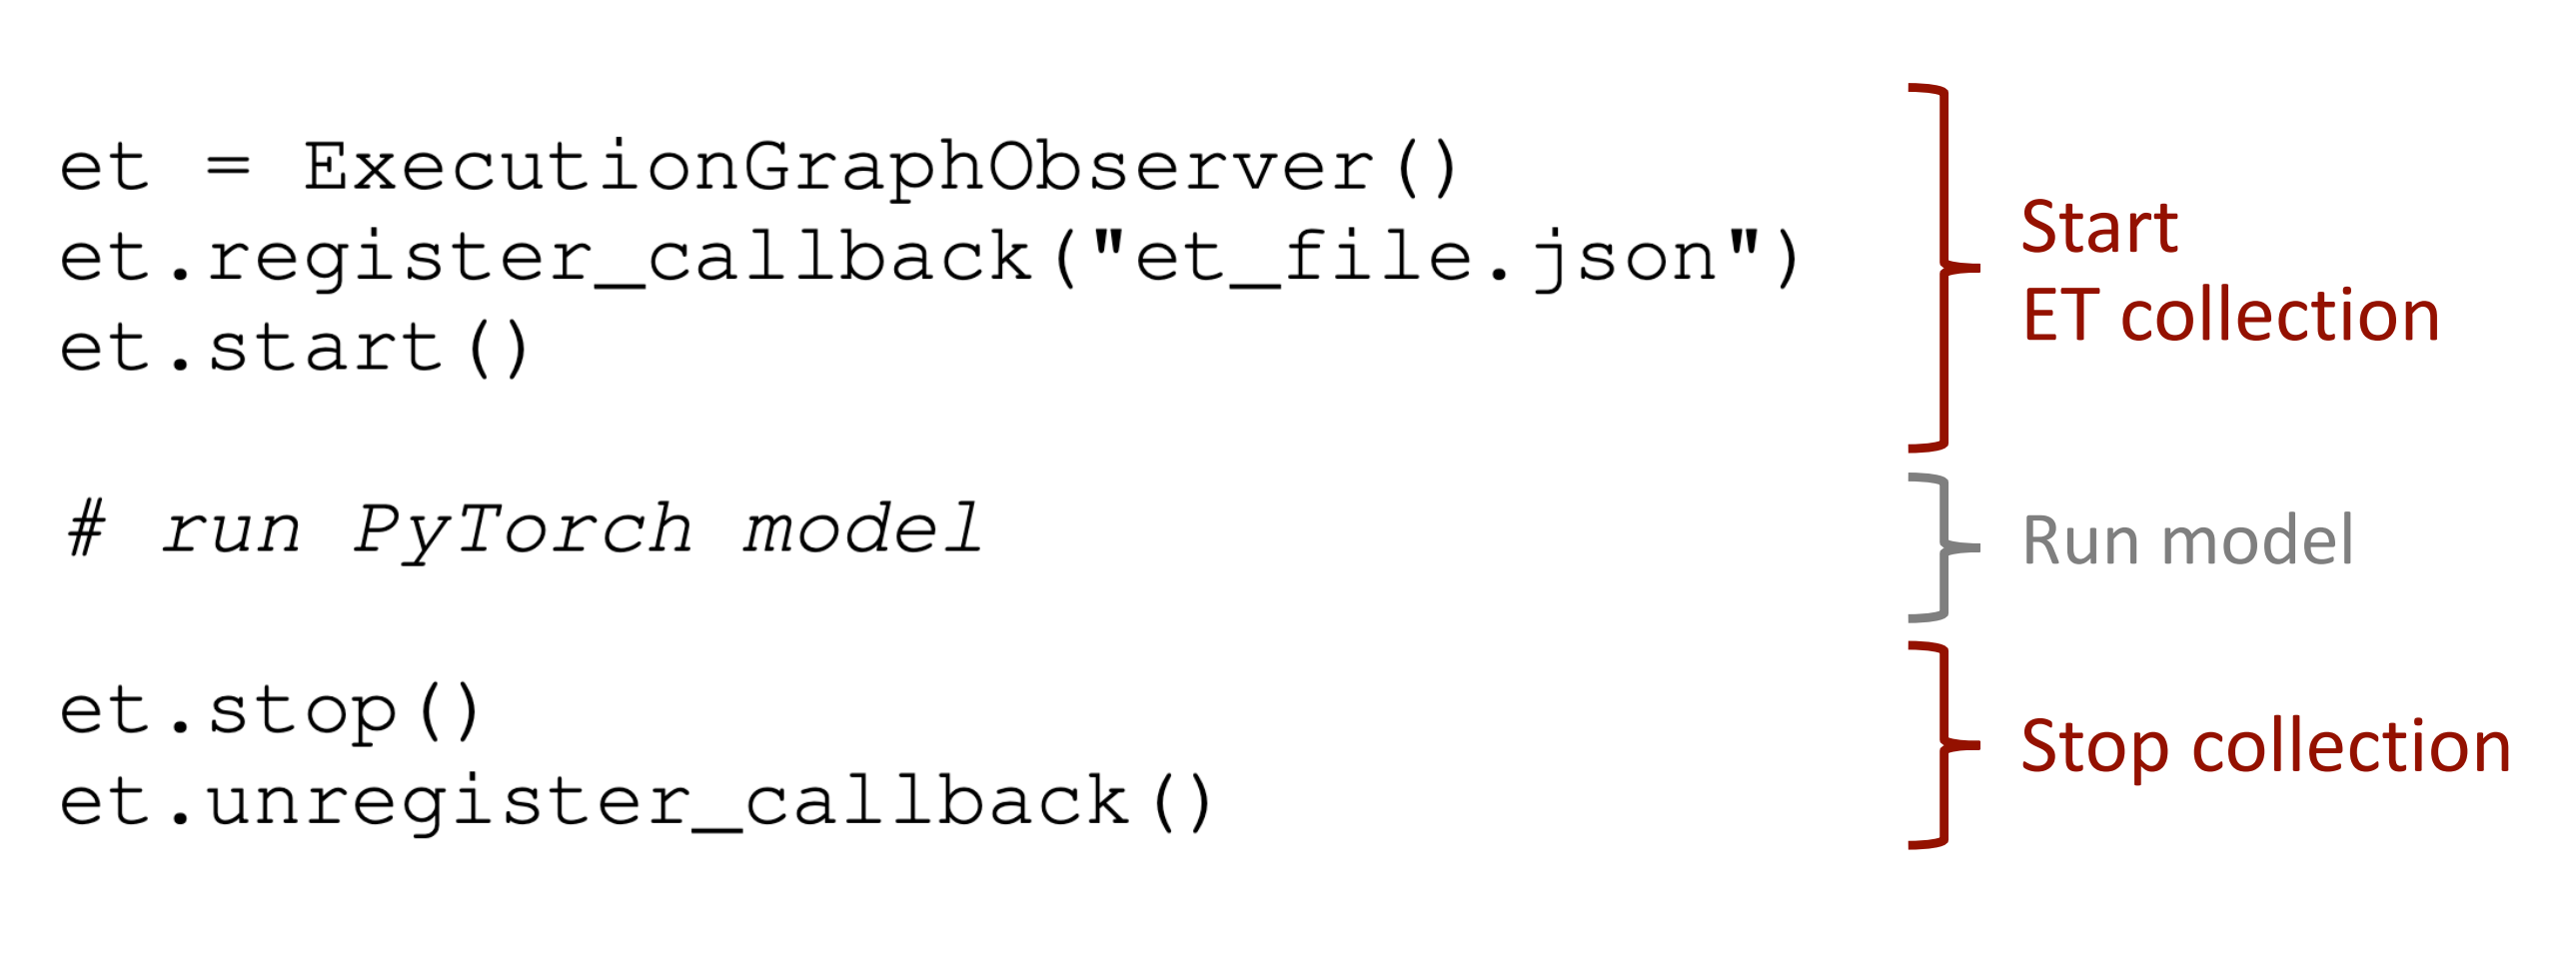 et = ExecutionGraphObserver()
et.register_callback("et_file.json")
et.start()
# run PyTorch model
et.stop()
et.unregister_callback()
Start
ET collection
Run model
Stop collection